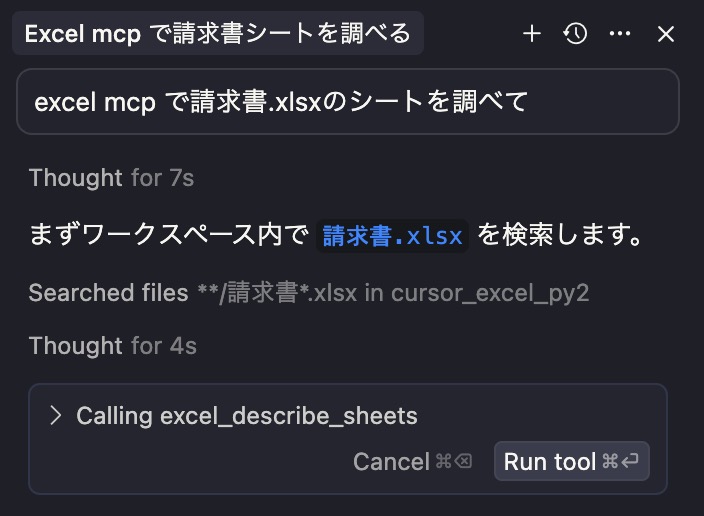 Excel mcp で請求書シートを調べる
excel mcp で請求書.xlsxのシートを調べて
Thought for 7s
まずワークスペース内で 請求書.xlsx を検索します。
Searched files **/請求書*.xlsx in cursor_excel_py2
Thought for 4s
Calling excel_describe_sheets
Cancel ⌘⌫ Run tool ⌘⏎